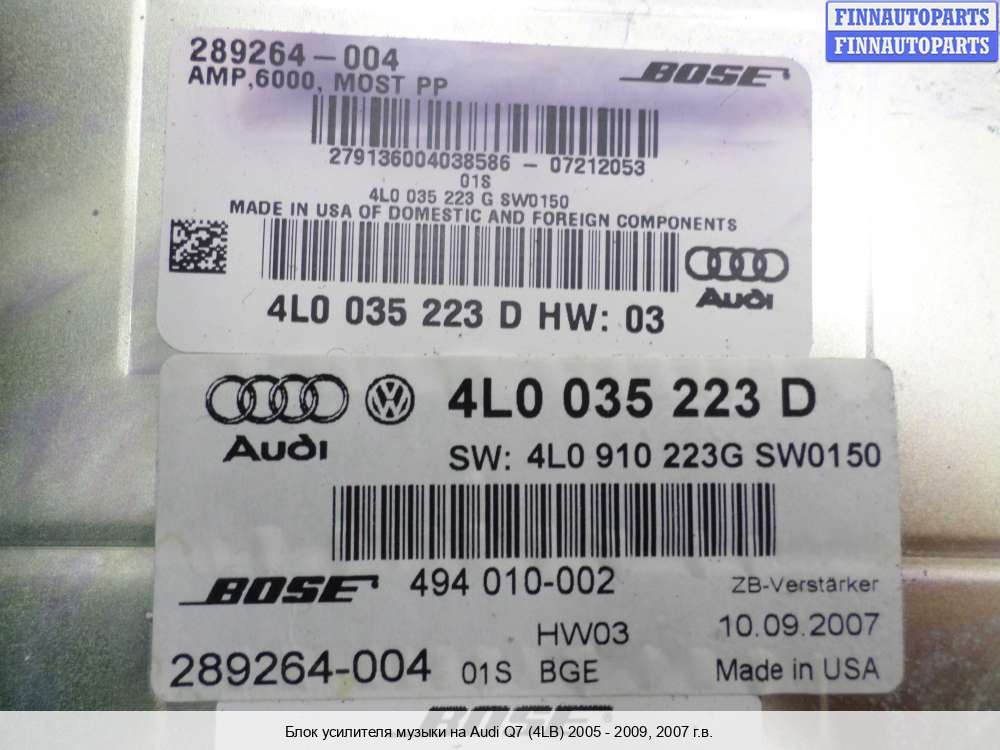 FINNAUTOPARTS
FINNAUTOPARTS
289264-004
BOSE
AMP,6000, MOST PP
279136004038586 - 07212053
01S
4L0 035 223 G SW0150
MADE IN USA OF DOMESTIC AND FOREIGN COMPONENTS
Audi
4L0 035 223 D HW: 03
Audi
4L0 035 223 D
SW: 4L0 910 223G SW0150
BOSE 494 010-002 ZB-Verstärker
HW03 10.09.2007
289264-004 01S BGE Made in USA
BOSE
Блок усилителя музыки на Audi Q7 (4LB) 2005 - 2009, 2007 г.в.